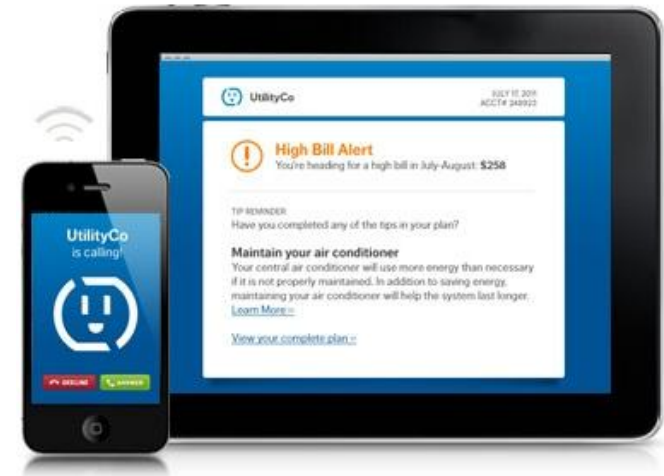 UtilityCo
JULY 17, 2011
ACCT# 249923
High Bill Alert
You're heading for a high bill in July-August: $258
TIP REMINDER
Have you completed any of the tips in your plan?
Maintain your air conditioner
Your central air conditioner will use more energy than necessary
if it is not properly maintained. In addition to saving energy,
maintaining your air conditioner will help the system last longer.
Learn More »
View your complete plan »
UtilityCo
is calling!
DECLINE
ANSWER